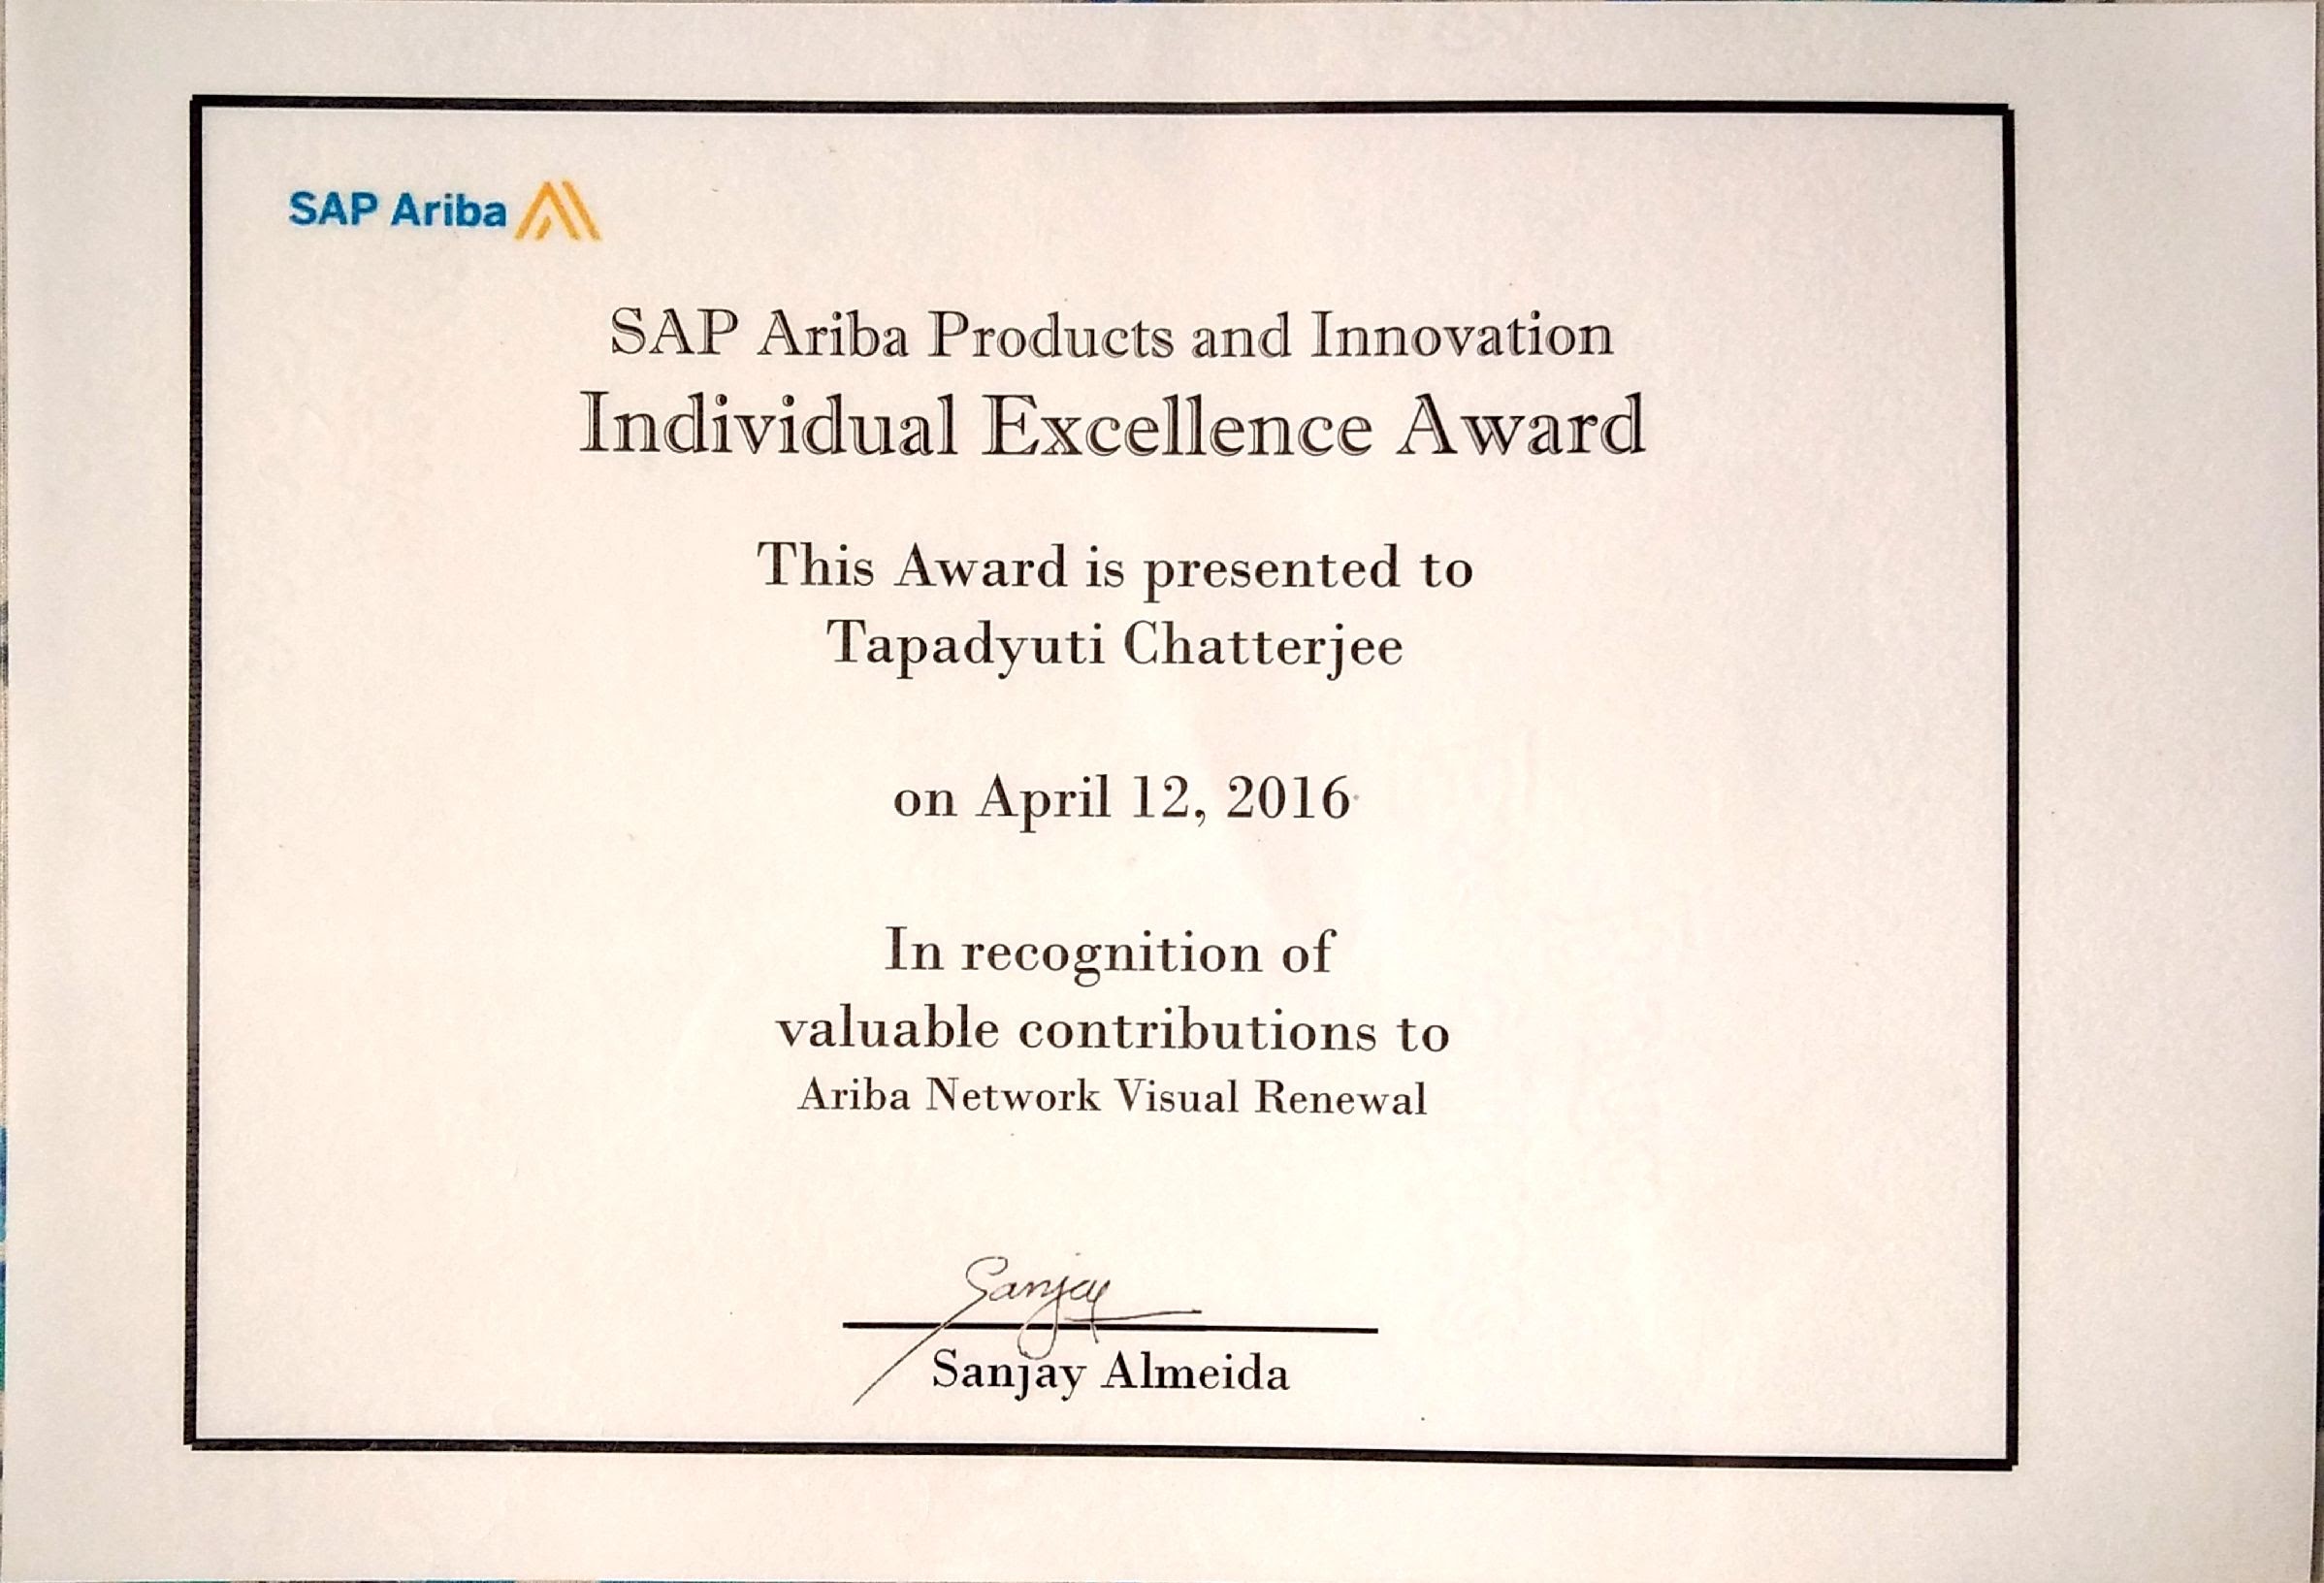 SAP Ariba
SAP Ariba Products and Innovation
Individual Excellence Award
This Award is presented to
Tapadyuti Chatterjee
on April 12, 2016
In recognition of
valuable contributions to
Ariba Network Visual Renewal
Sanjay
Sanjay Almeida